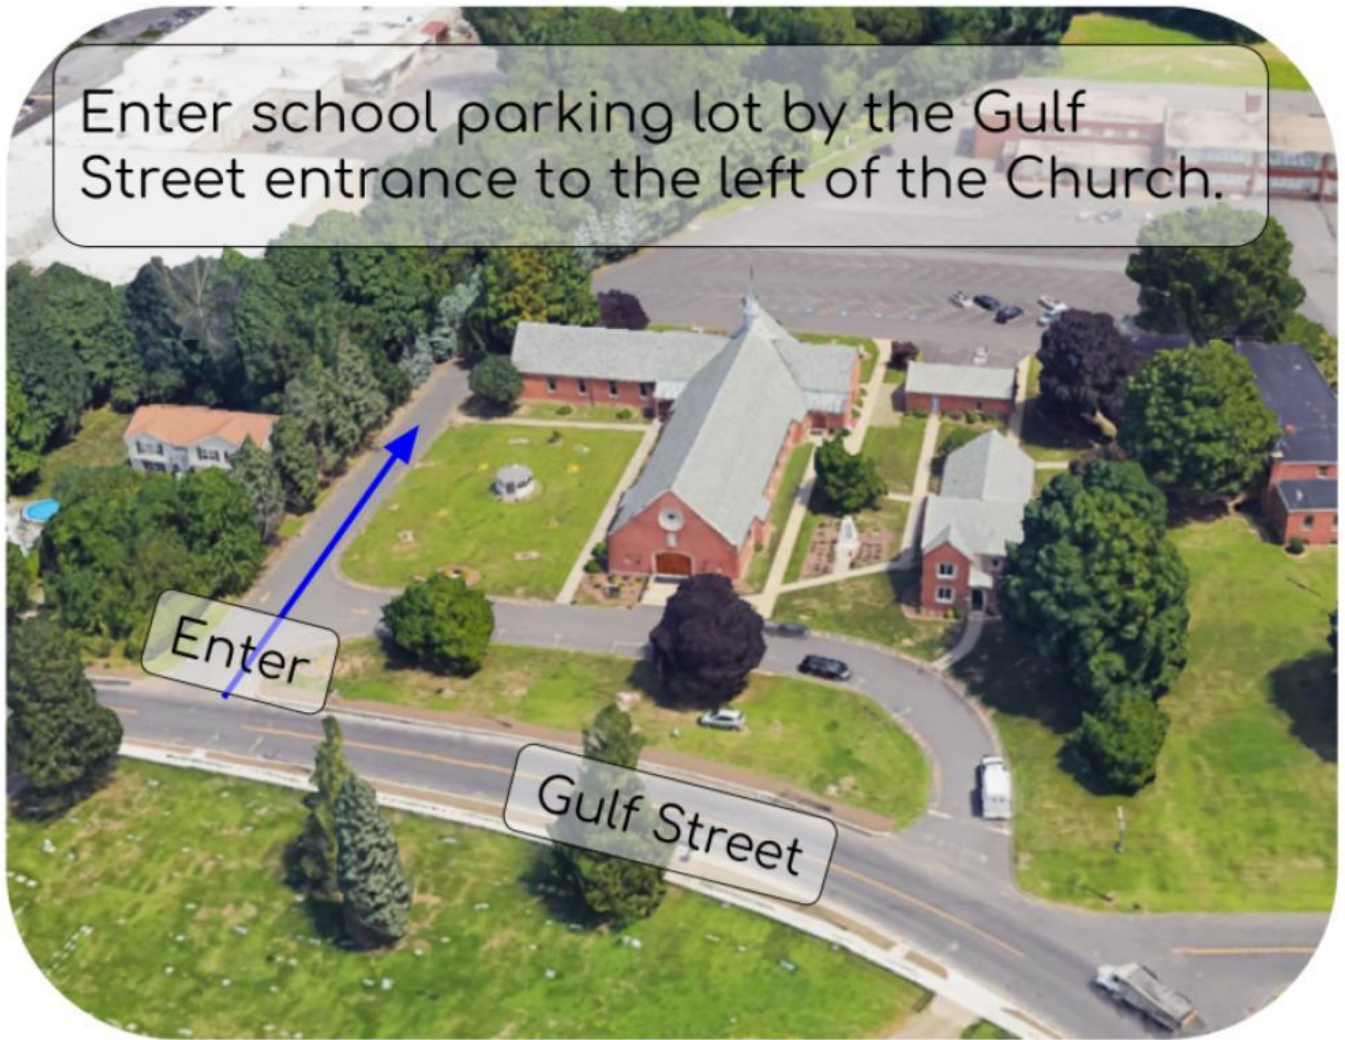 Enter school parking lot by the Gulf
Street entrance to the left of the Church.
Enter
Gulf Street